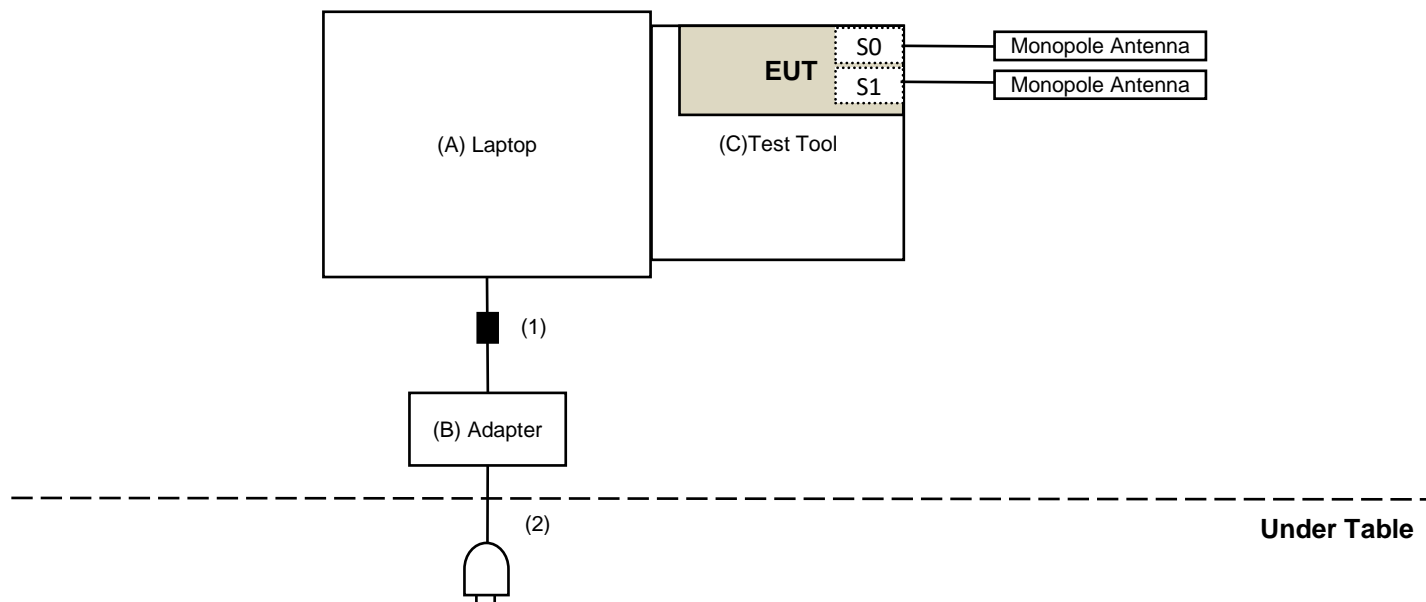 S0
Monopole Antenna
EUT
S1
Monopole Antenna
(A) Laptop
(C)Test Tool
(1)
(B) Adapter
(2)
Under Table